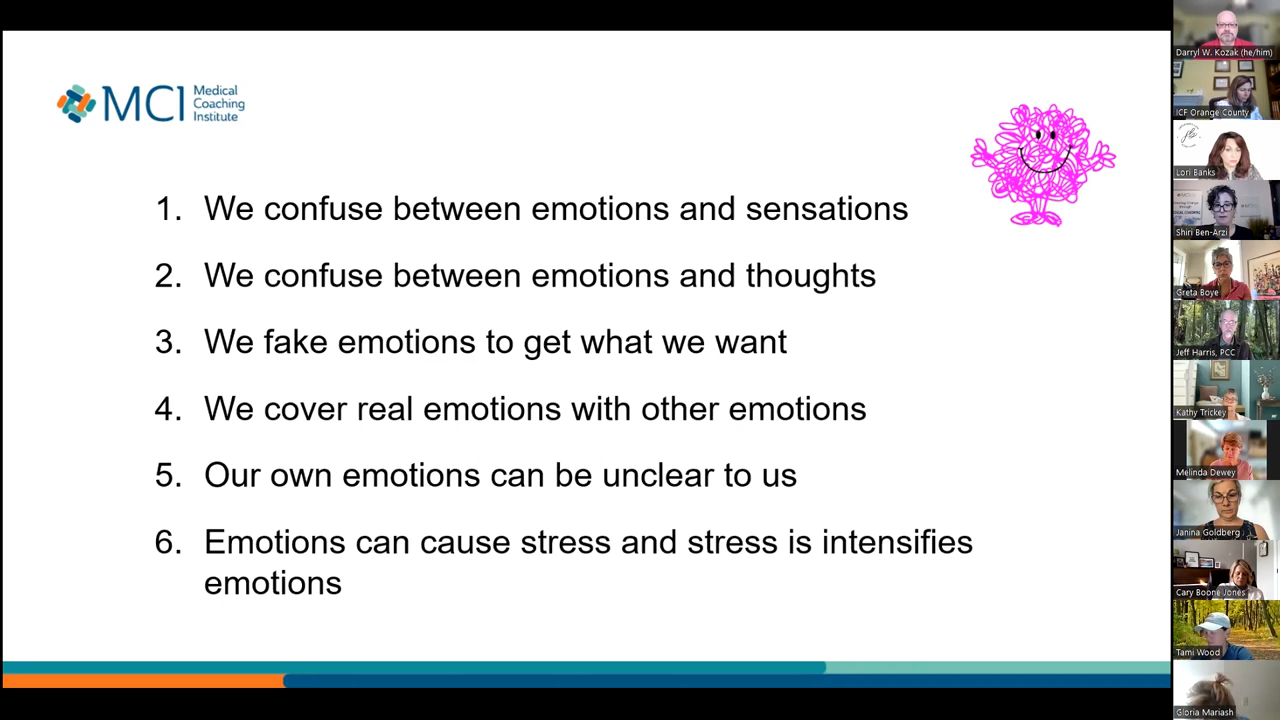 MCI Medical
Coaching
Institute
1. We confuse between emotions and sensations
2. We confuse between emotions and thoughts
3. We fake emotions to get what we want
4. We cover real emotions with other emotions
5. Our own emotions can be unclear to us
6. Emotions can cause stress and stress is intensifies
emotions
Darryl W. Kozak (he/him)
ICF Orange County
Lori Banks
Shiri Ben-Arzi
Greta Boye
Jeff Harris, PCC
Kathy Trickey
Melinda Dewey
Janina Goldberg
Cary Boone Jones
Tami Wood
Gloria Mariash